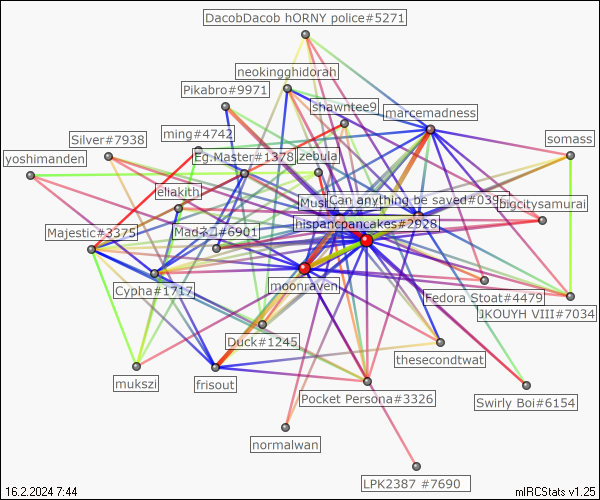 DacobDacob hORNY police#5271
neokingghidorah
Pikabro#9971
shawntee9
marcemadness
ming#4742
Silver#7938
somass
Eg.Master#1378
zebula
yoshimanden
eliakith
Can anything be saved#039
bigcitysamurai
hispancpancakes#2928
Majestic#3375
Madネコ#6901
moonraven
Cypha#1717
Fedora Stoat#4479
JKOUYH VIII#7034
Duck#1245
thesecondtwat
mukszi
frisout
Pocket Persona#3326
Swirly Boi#6154
normalwan
LPK2387 #7690
16.2.2024 7:44
mIRCStats v1.25